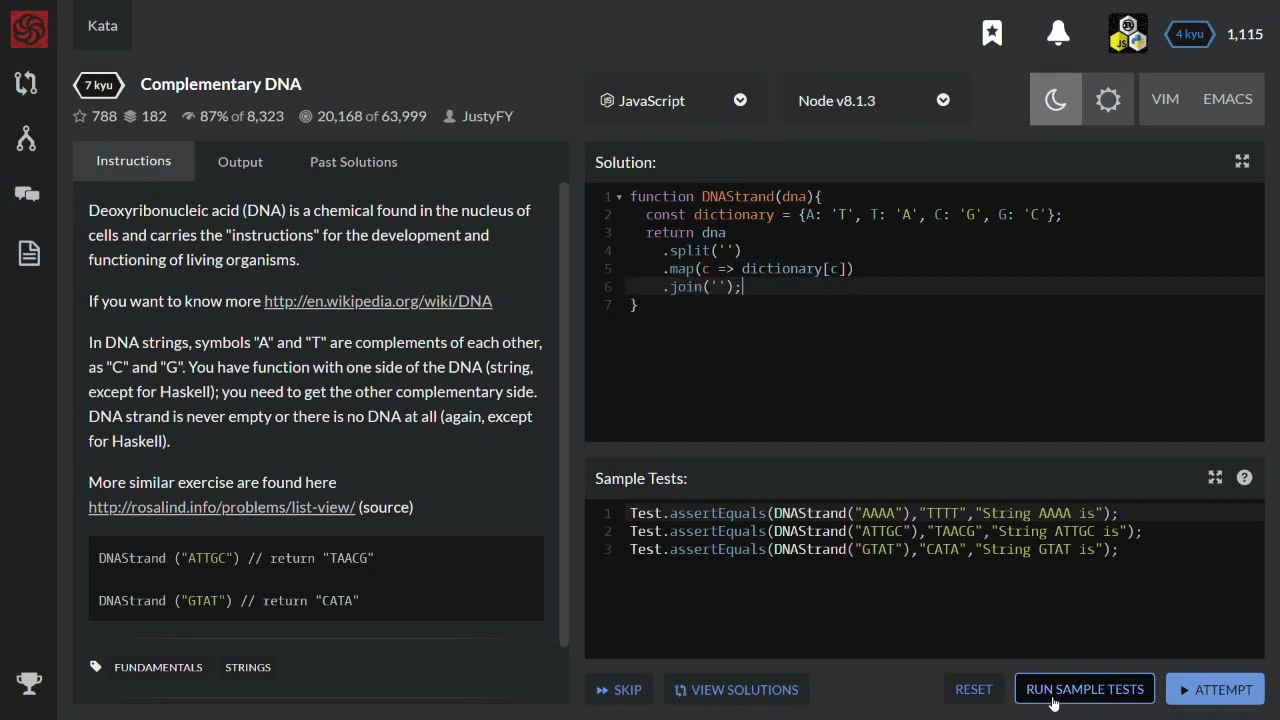 Kata
4 kyu
1,115
7 kyu
Complementary DNA
788 182 87% of 8,323 20,168 of 63,999 JustyFY
JavaScript
Node v8.1.3
VIM
EMACS
Instructions
Output
Past Solutions
Deoxyribonucleic acid (DNA) is a chemical found in the nucleus of
cells and carries the "instructions" for the development and
functioning of living organisms.
If you want to know more http://en.wikipedia.org/wiki/DNA
In DNA strings, symbols "A" and "T" are complements of each other,
as "C" and "G". You have function with one side of the DNA (string,
except for Haskell); you need to get the other complementary side.
DNA strand is never empty or there is no DNA at all (again, except
for Haskell).
More similar exercise are found here
http://rosalind.info/problems/list-view/ (source)
DNAStrand ("ATTGC") // return "TAACG"
DNAStrand ("GTAT") // return "CATA"
FUNDAMENTALS
STRINGS
Solution:
1 function DNAStrand(dna){
2 const dictionary = {A: 'T', T: 'A', C: 'G', G: 'C'};
3 return dna
4 .split('')
5 .map(c => dictionary[c])
6 .join('');
7 }
Sample Tests:
1 Test.assertEquals(DNAStrand("AAAA"),"TTTT","String AAAA is");
2 Test.assertEquals(DNAStrand("ATTGC"),"TAACG","String ATTGC is");
3 Test.assertEquals(DNAStrand("GTAT"),"CATA","String GTAT is");
SKIP
VIEW SOLUTIONS
RESET
RUN SAMPLE TESTS
ATTEMPT